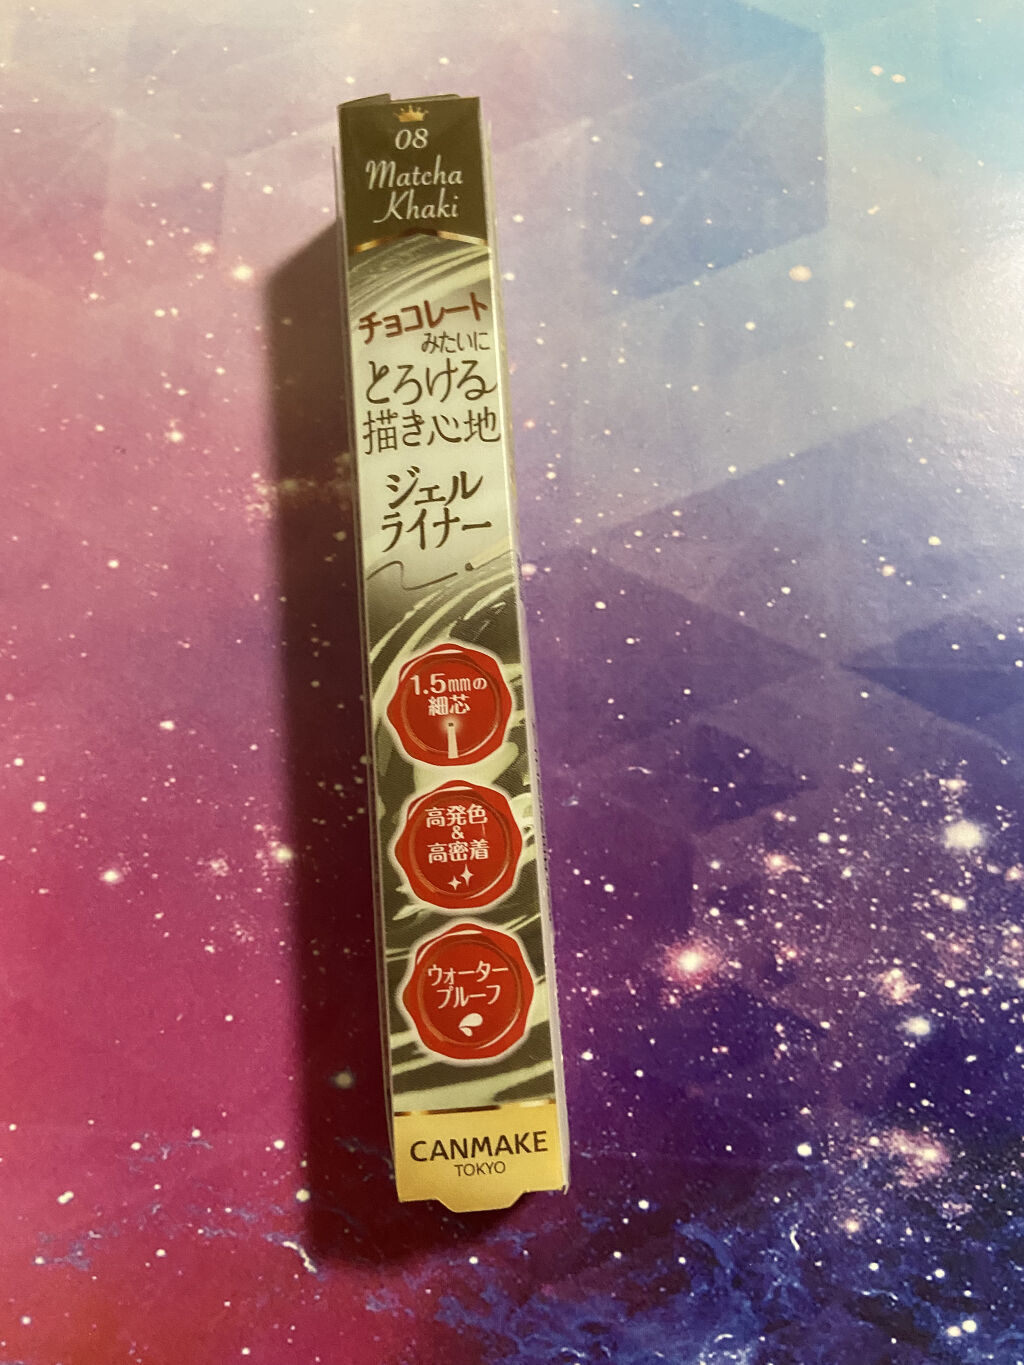 08
Matcha
Khaki
チョコレート
みたいに
とろける
描き心地
ジェル
ライナー
1.5mmの
細芯
高発色
&
高密着
ウォーター
プルーフ
CANMAKE
TOKYO